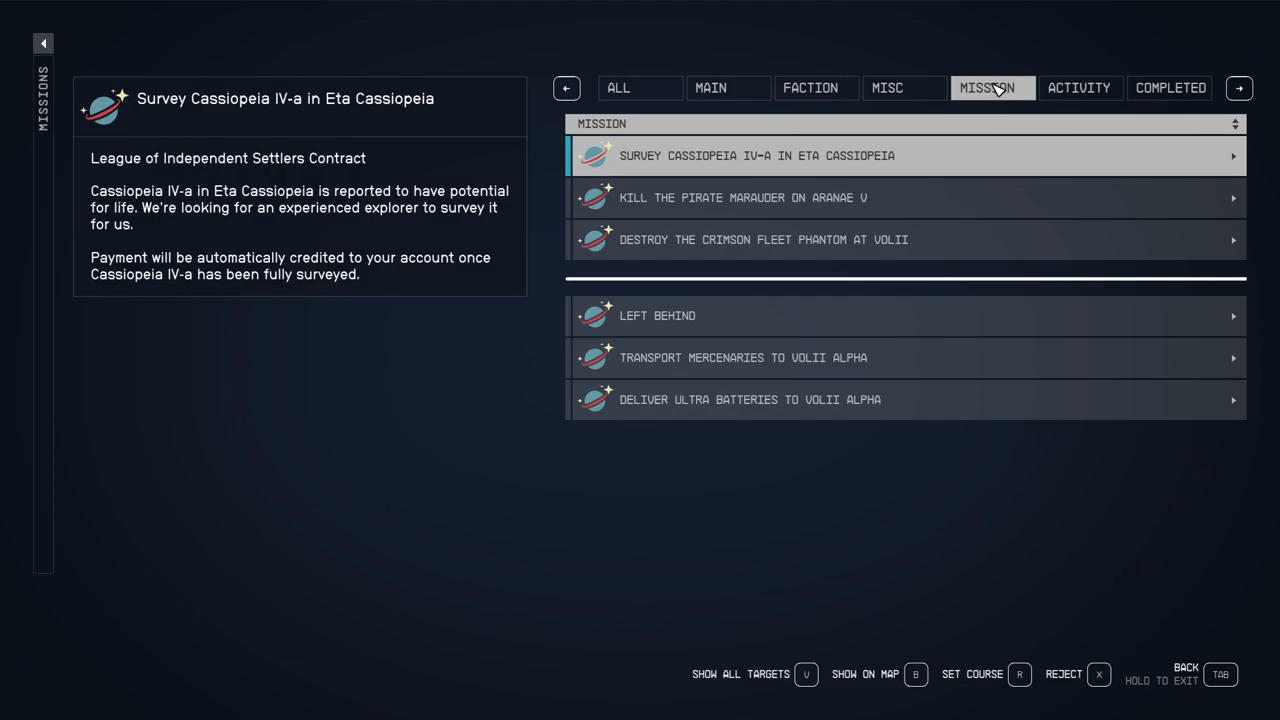 MISSIONS
Survey Cassiopeia IV-a in Eta Cassiopeia
League of Independent Settlers Contract
Cassiopeia IV-a in Eta Cassiopeia is reported to have potential
for life. We're looking for an experienced explorer to survey it
for us.
Payment will be automatically credited to your account once
Cassiopeia IV-a has been fully surveyed.
ALL MAIN FACTION MISC MISSION ACTIVITY COMPLETED
MISSION
SURVEY CASSIOPEIA IV-A IN ETA CASSIOPEIA
KILL THE PIRATE MARAUDER ON ARANAE V
DESTROY THE CRIMSON FLEET PHANTOM AT VOLII
LEFT BEHIND
TRANSPORT MERCENARIES TO VOLII ALPHA
DELIVER ULTRA BATTERIES TO VOLII ALPHA
SHOW ALL TARGETS V SHOW ON MAP B SET COURSE R REJECT X BACK TAB
HOLD TO EXIT